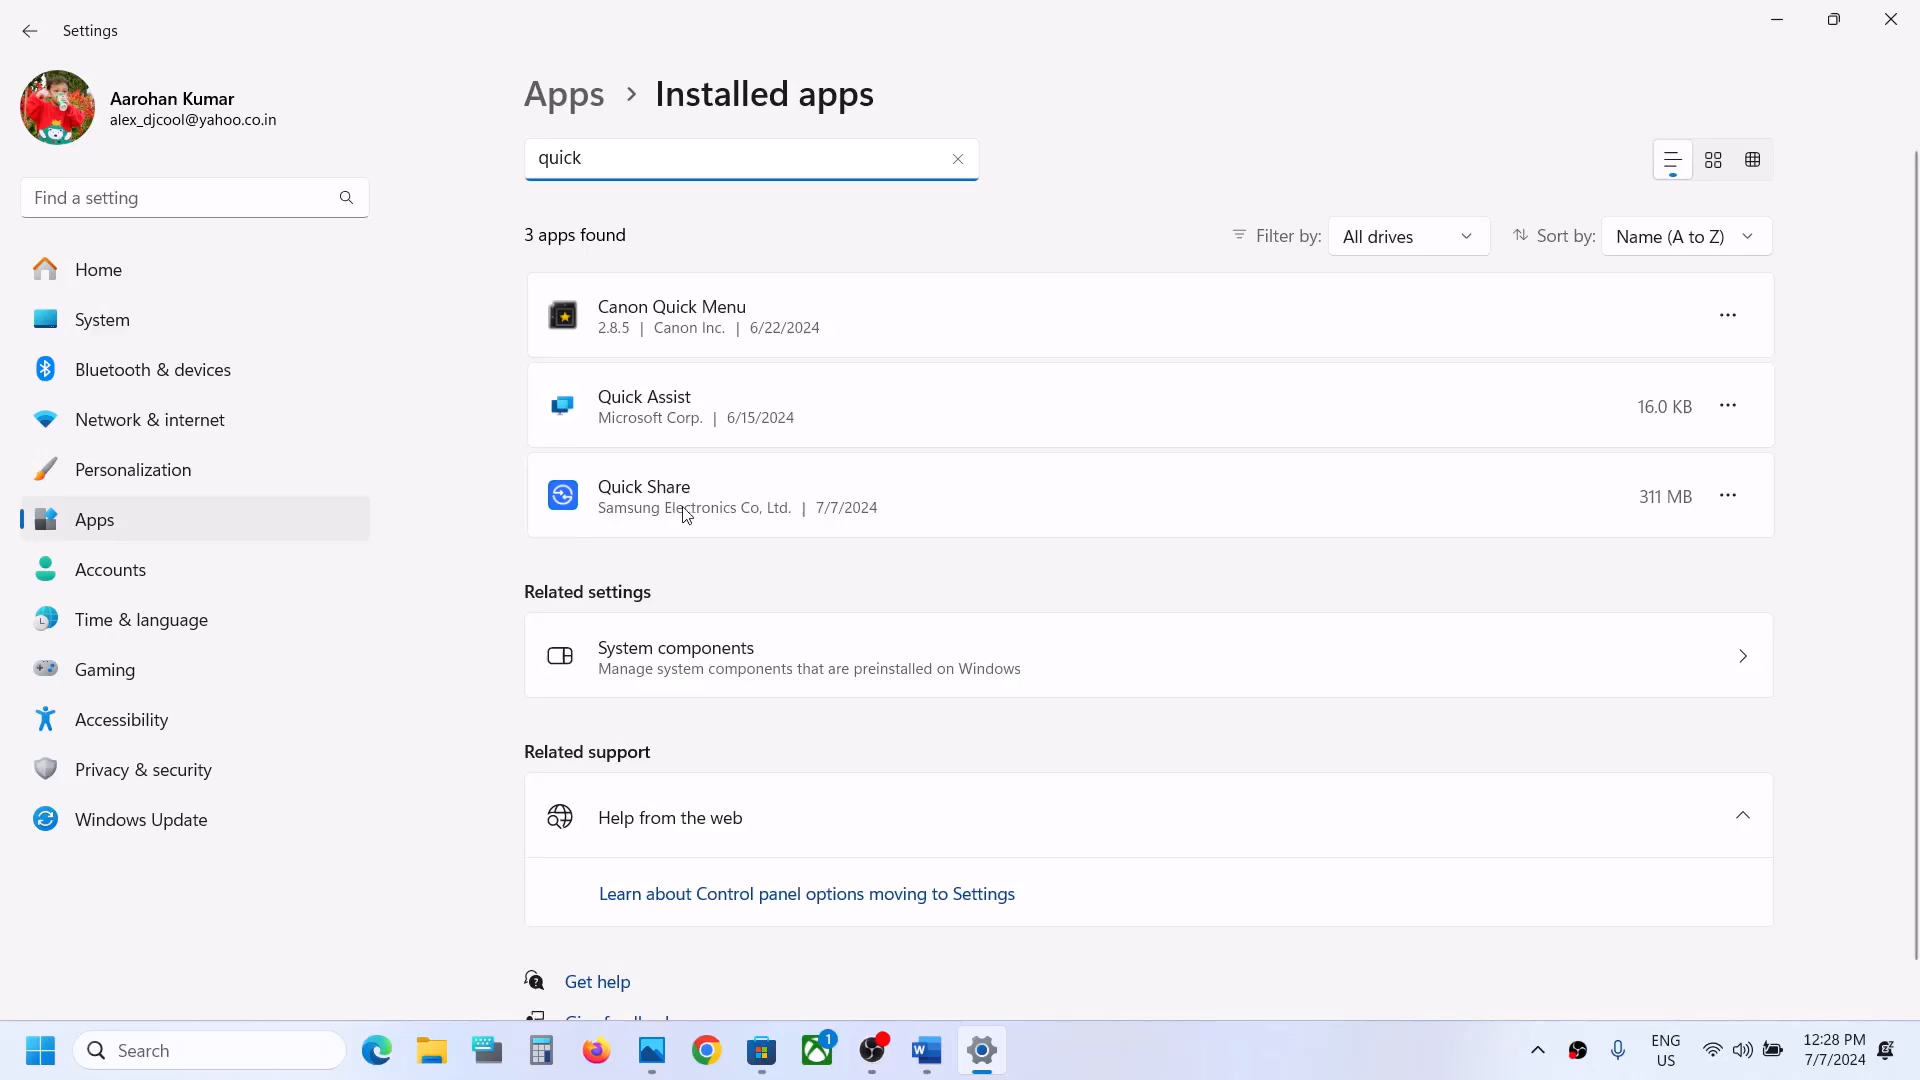 Settings
Aarohan Kumar
alex_djcool@yahoo.co.in
Find a setting
Home
System
Bluetooth & devices
Network & internet
Personalization
Apps
Accounts
Time & language
Gaming
Accessibility
Privacy & security
Windows Update
Apps > Installed apps
quick
3 apps found
Filter by: All drives
Sort by: Name (A to Z)
Canon Quick Menu
2.8.5 | Canon Inc. | 6/22/2024
Quick Assist
Microsoft Corp. | 6/15/2024
16.0 KB
Quick Share
Samsung Electronics Co, Ltd. | 7/7/2024
311 MB
Related settings
System components
Manage system components that are preinstalled on Windows
Related support
Help from the web
Learn about Control panel options moving to Settings
Get help
Search
1
ENG
US
12:28 PM
7/7/2024